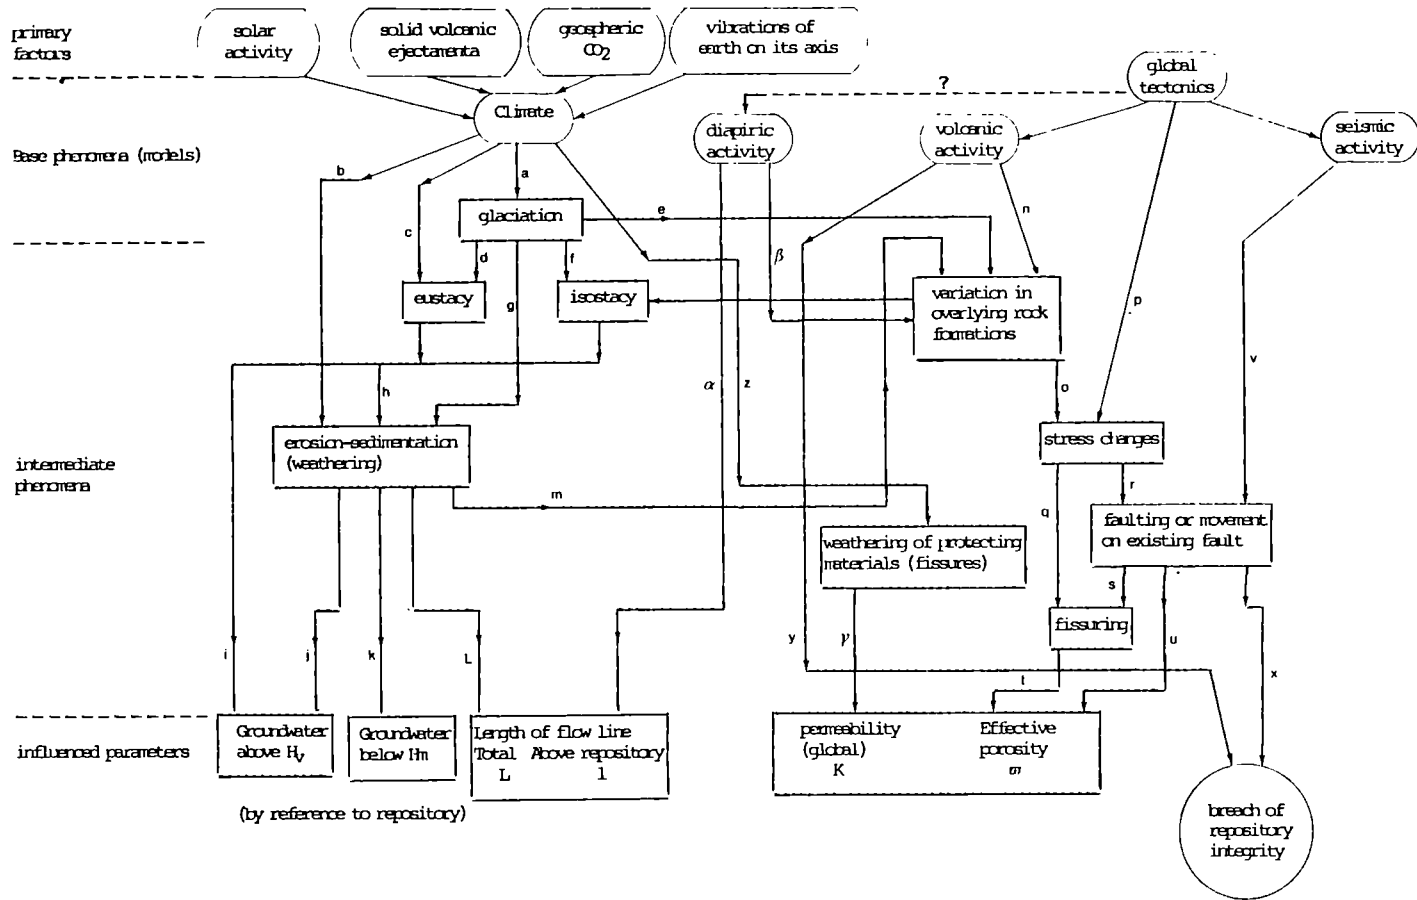 primary
factors
solar
activity
solid volcanic
ejectamenta
geospheric
CO2
vibrations of
earth on its axis
global
tectonics
?
Climate
diapiric
activity
volcanic
activity
seismic
activity
Base phenomena (models)
b
a
c
glaciation
e
n
d
f
g
β
p
eustacy
isostacy
variation in
overlying rock
formations
v
h
α
z
o
erosion-sedimentation
(weathering)
stress changes
intermediate
phenomena
m
q
r
weathering of protecting
materials (fissures)
faulting or movement
on existing fault
s
fissuring
i
j
k
L
y
γ
u
t
x
influenced parameters
Groundwater
above Hv
Groundwater
below Hm
Length of flow line
Total Above repository
L l
permeability
(global)
K
Effective
porosity
(by reference to repository)
breach of
repository
integrity